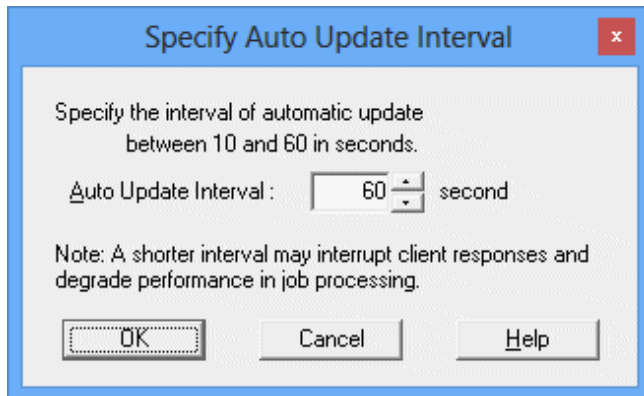 Specify Auto Update Interval
x
Specify the interval of automatic update
between 10 and 60 in seconds.
Auto Update Interval : 60 second
Note: A shorter interval may interrupt client responses and
degrade performance in job processing.
OK Cancel Help